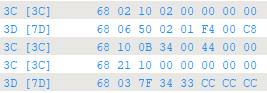 3C [3C] 68 02 10 02 00 00 00 00
3D [7D] 68 06 50 02 01 F4 00 C8
3C [3C] 68 10 0B 34 00 44 00 00
3C [3C] 68 21 10 00 00 00 00 00
3D [7D] 68 03 7F 34 33 CC CC CC